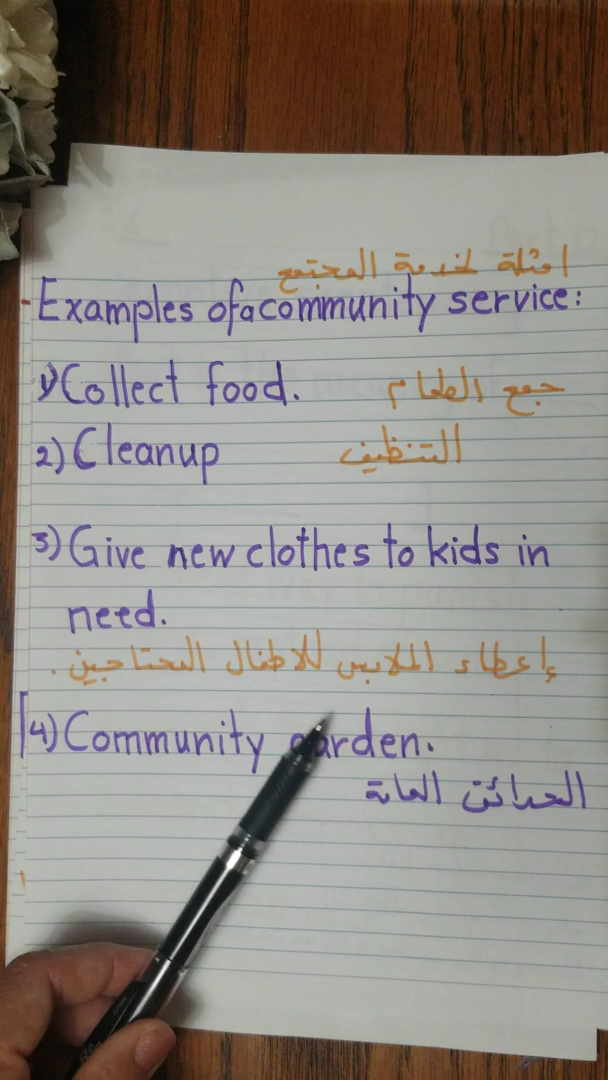 امثلة لخدمة المجتمع
- Examples of a community service:
1) Collect food. جمع الطعام
2) Cleanup التنظيف
3) Give new clothes to kids in
need.
إعطاء الملابس للاطفال المحتاجين .
4) Community garden.
الحدائق العامة